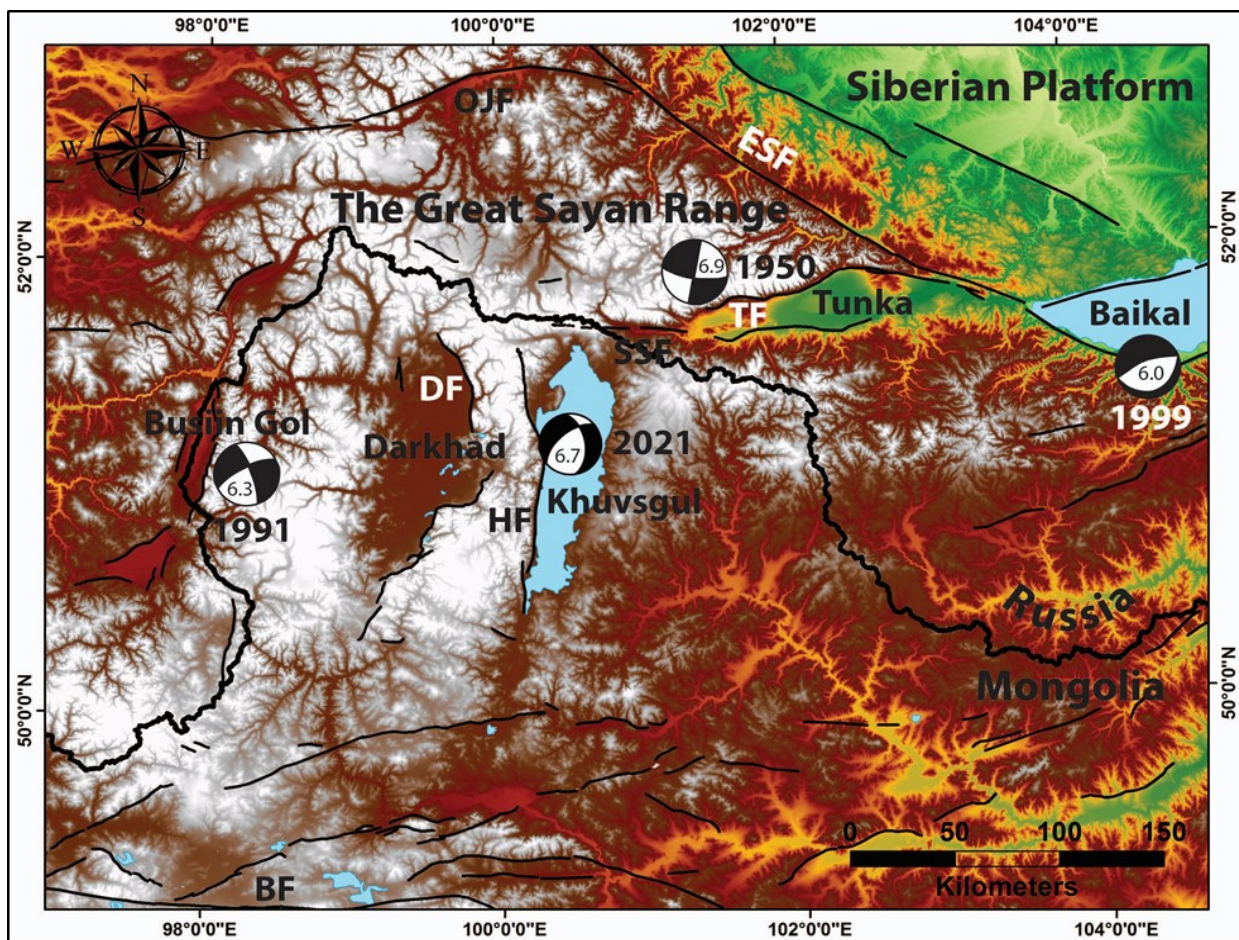 98°0'0"E
100°0'0"E
102°0'0"E
104°0'0"E
N
W
E
S
OJF
Siberian Platform
ESF
The Great Sayan Range
52°0'0"N
52°0'0"N
6.9
1950
TF
Tunka
Baikal
SSF
6.0
1999
DF
Busiin Gol
Darkhad
2021
6.7
6.3
1991
HF
Khuvsgul
Russia
Mongolia
50°0'0"N
50°0'0"N
BF
0
50
100
150
Kilometers
98°0'0"E
100°0'0"E
102°0'0"E
104°0'0"E